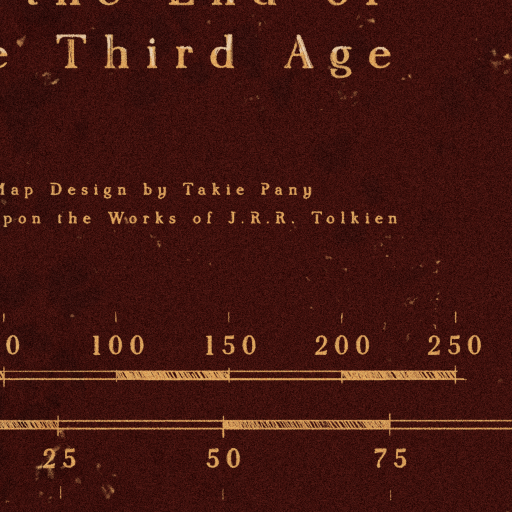 the End of
e Third Age
Map Design by Takie Pany
pon the Works of J.R.R. Tolkien
0 100 150 200 250
25 50 75